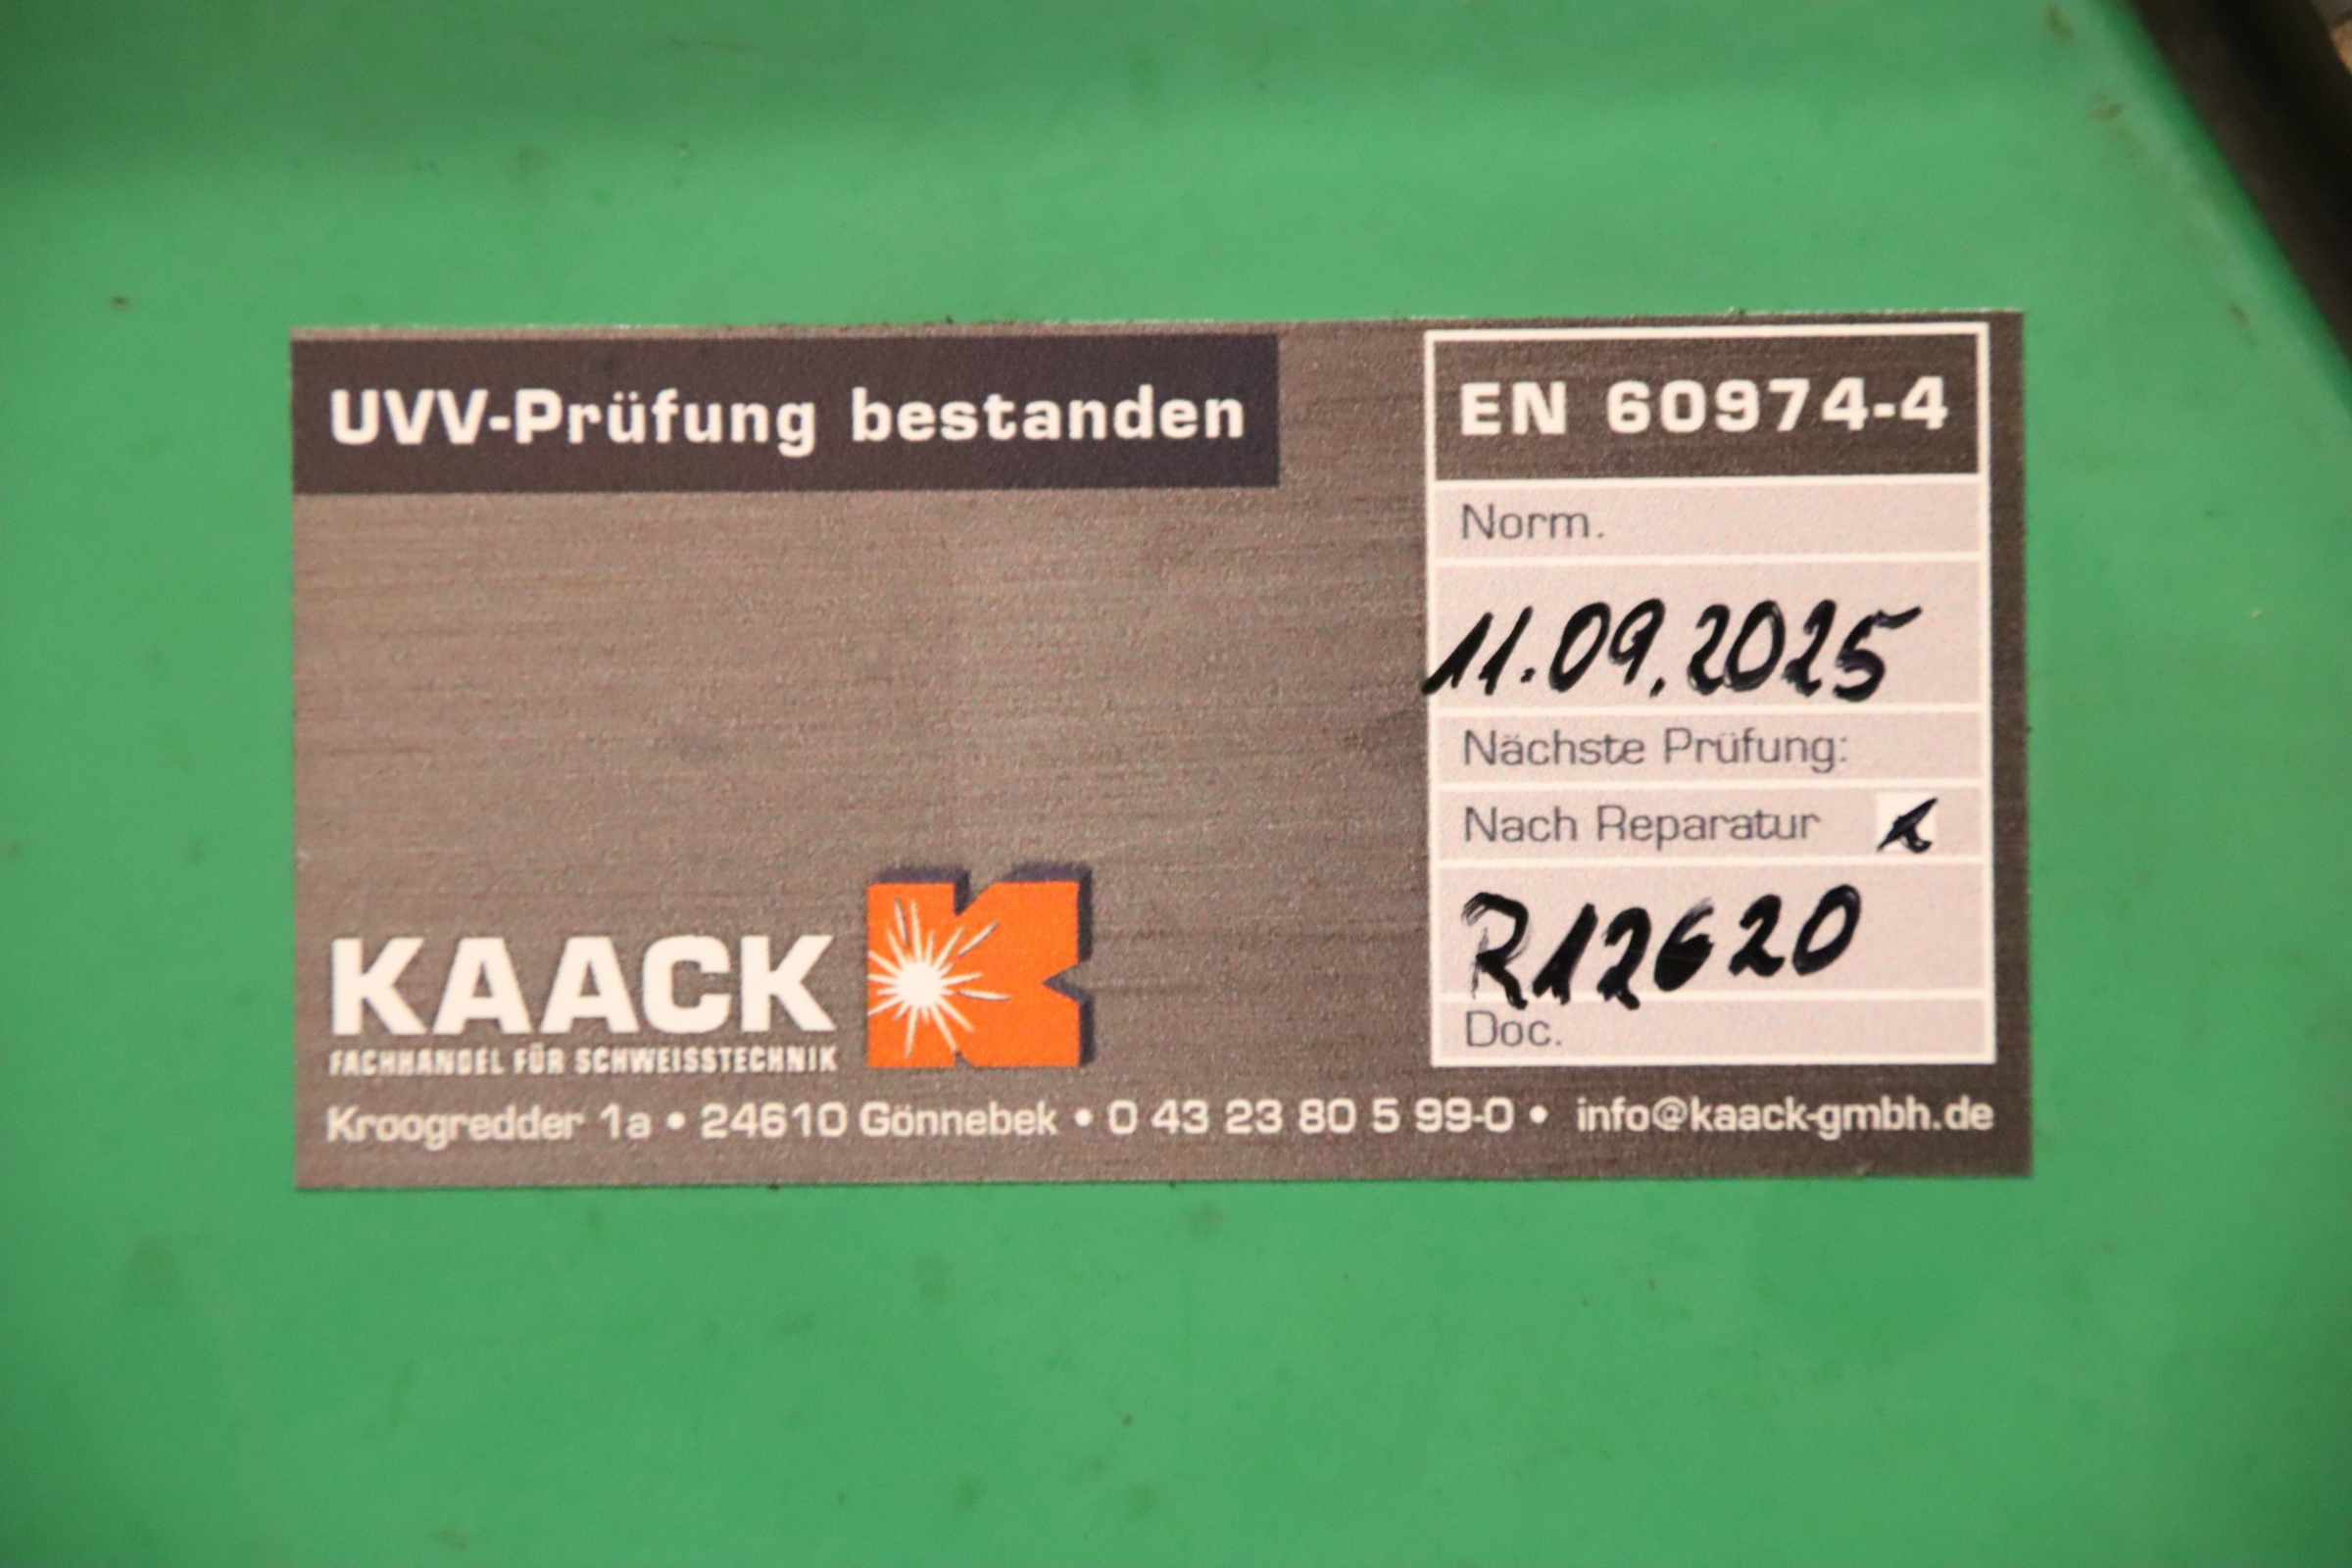 UVV-Prüfung bestanden
EN 60974-4
Norm.
11.09.2025
Nächste Prüfung:
Nach Reparatur
R12620
Doc.
KAACK
FACHHANDEL FÜR SCHWEISSTECHNIK
Kroogredder 1a • 24610 Gönnebek • 0 43 23 80 5 99-0 • info@kaack-gmbh.de